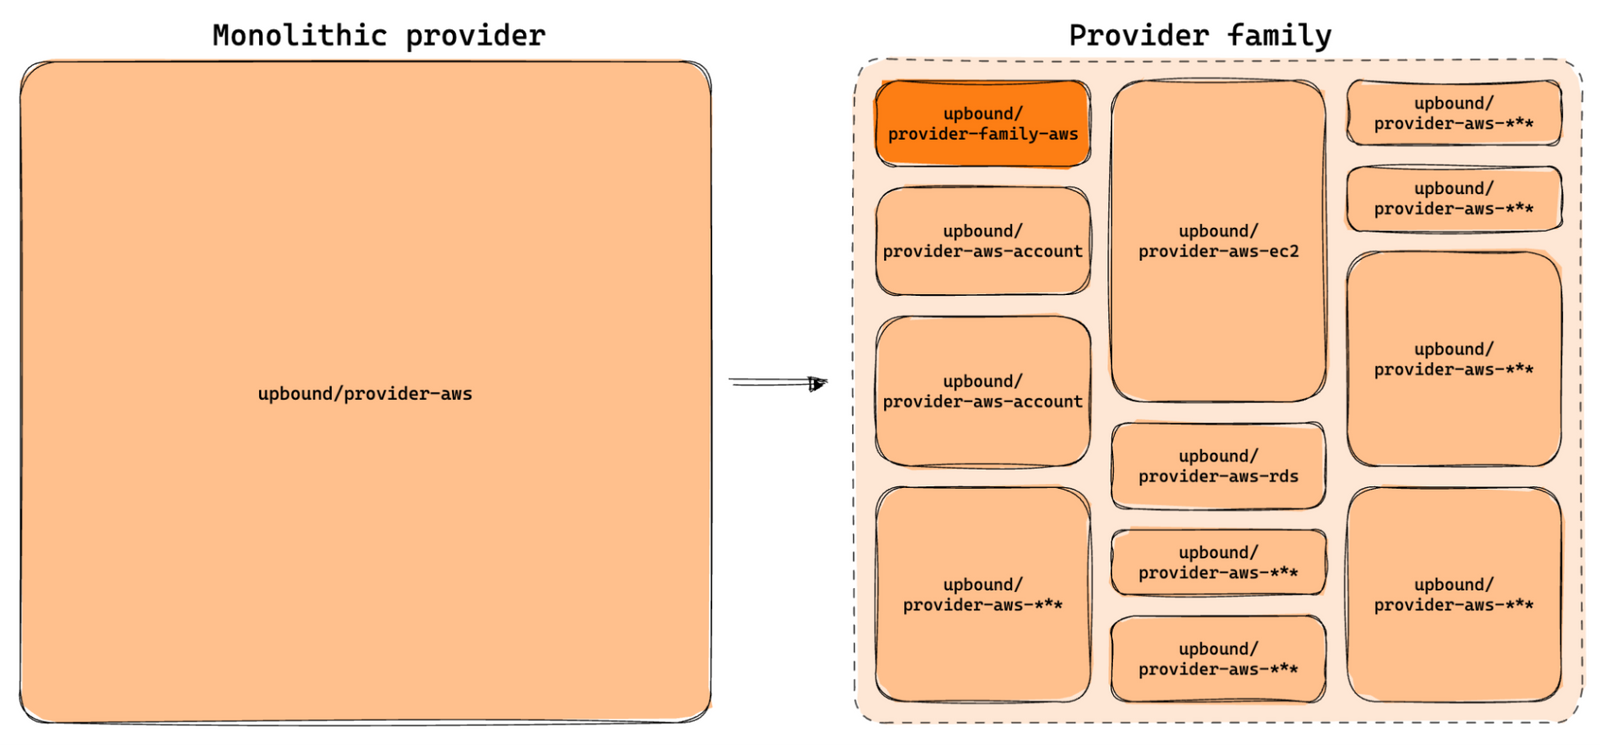 Monolithic provider
upbound/provider-aws
Provider family
upbound/
provider-family-aws
upbound/
provider-aws-account
upbound/
provider-aws-account
upbound/
provider-aws-***
upbound/
provider-aws-ec2
upbound/
provider-aws-rds
upbound/
provider-aws-***
upbound/
provider-aws-***
upbound/
provider-aws-***
upbound/
provider-aws-***
upbound/
provider-aws-***
upbound/
provider-aws-***